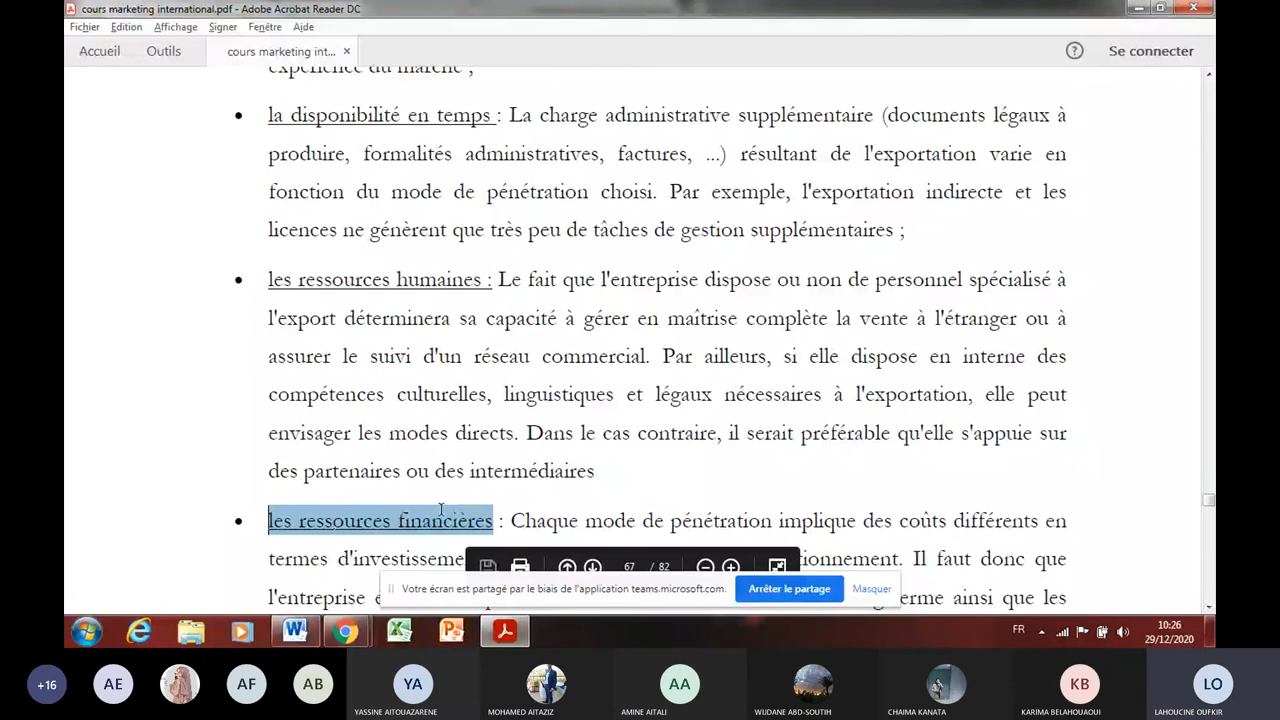 cours marketing international.pdf - Adobe Acrobat Reader DC
Fichier Edition Affichage Signer Fenêtre Aide
Accueil Outils cours marketing int... × ? Se connecter
expérience du marché ;
• la disponibilité en temps : La charge administrative supplémentaire (documents légaux à
produire, formalités administratives, factures, ...) résultant de l'exportation varie en
fonction du mode de pénétration choisi. Par exemple, l'exportation indirecte et les
licences ne génèrent que très peu de tâches de gestion supplémentaires ;
• les ressources humaines : Le fait que l'entreprise dispose ou non de personnel spécialisé à
l'export déterminera sa capacité à gérer en maîtrise complète la vente à l'étranger ou à
assurer le suivi d'un réseau commercial. Par ailleurs, si elle dispose en interne des
compétences culturelles, linguistiques et légaux nécessaires à l'exportation, elle peut
envisager les modes directs. Dans le cas contraire, il serait préférable qu'elle s'appuie sur
des partenaires ou des intermédiaires
• les ressources financières : Chaque mode de pénétration implique des coûts différents en
termes d'investisseme tionnement. Il faut donc que
67 / 82
Votre écran est partagé par le biais de l'application teams.microsoft.com. Arrêter le partage Masquer
l'entreprise erme ainsi que les
FR 10:26
29/12/2020
+16 AE AF AB YA AA KB LO
YASSINE AITOUAZARENE MOHAMED AITAZIZ AMINE AITALI WIJDANE ABD-SOUTIH CHAIMA KANATA KARIMA BELAHOUAOUI LAHOUCINE OUFKIR